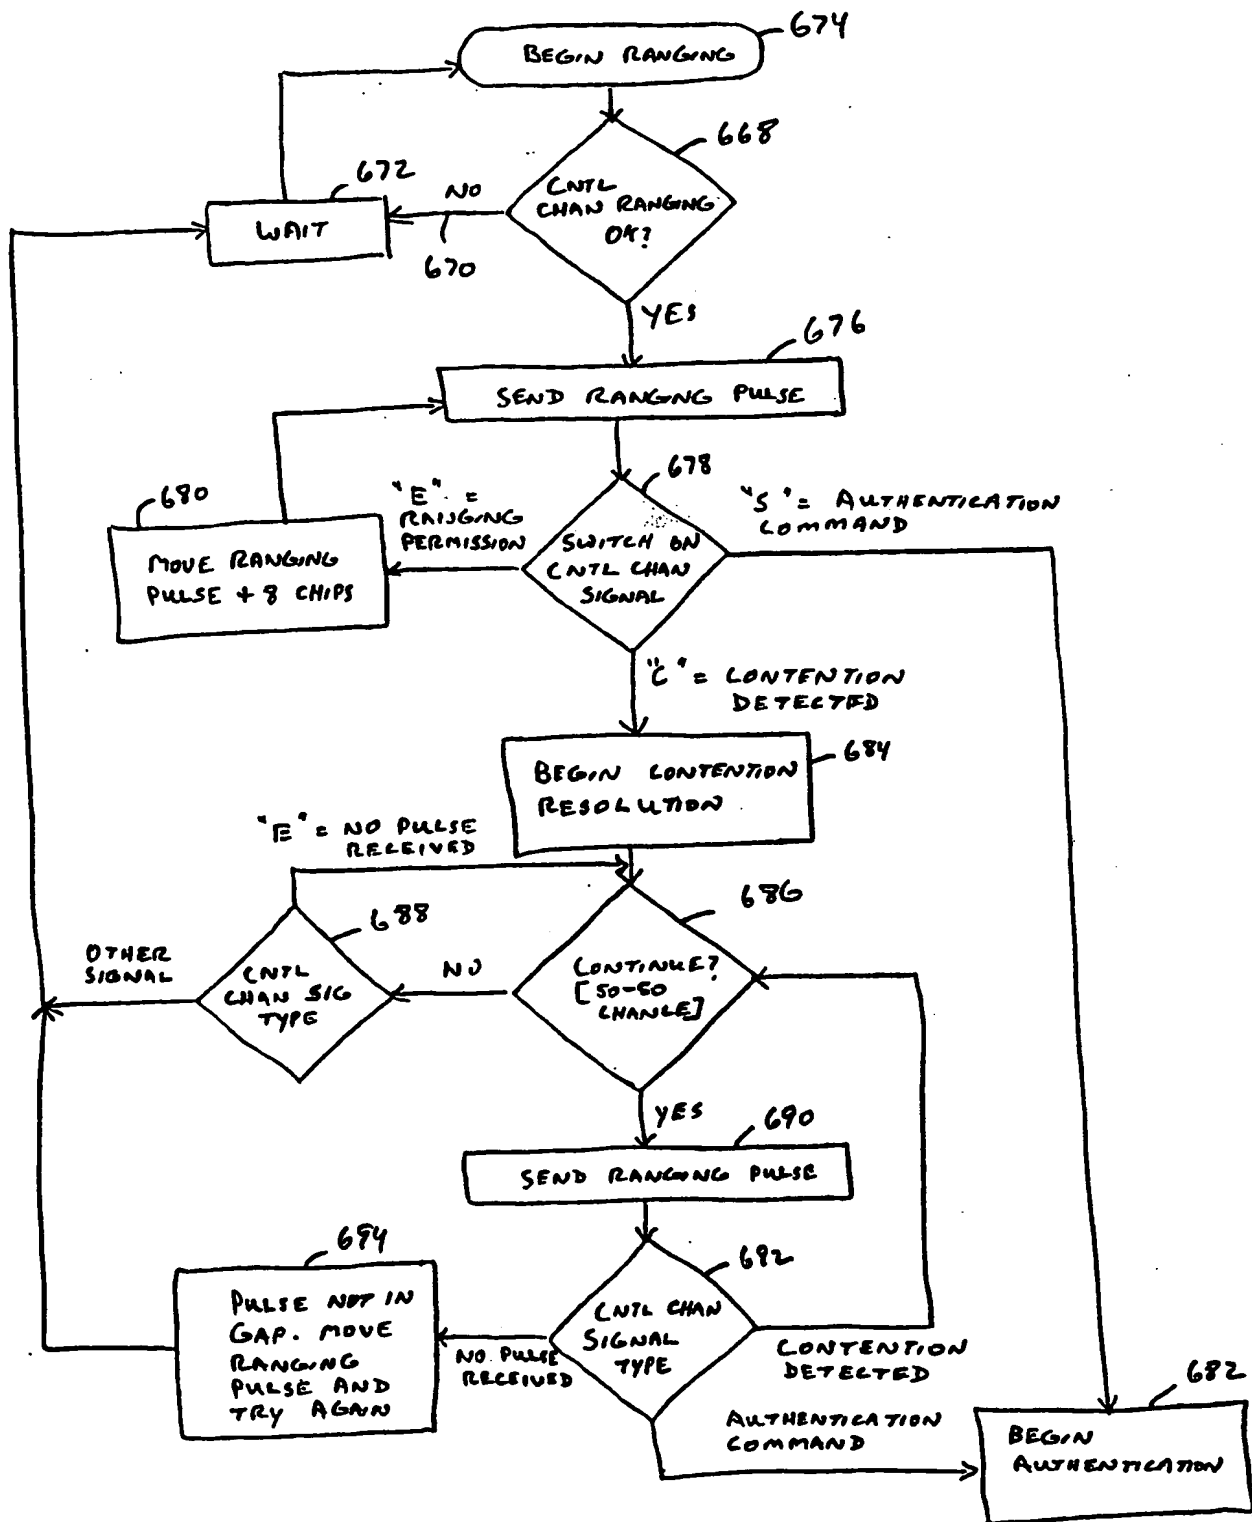 674
BEGIN RANGING
668
CNTL
CHAN RANGING
OK?
NO
672
WAIT
670
YES
676
SEND RANGING PULSE
678
680
"E" =
RANGING
PERMISSION
"S" = AUTHENTICATION
COMMAND
SWITCH ON
CNTL CHAN
SIGNAL
MOVE RANGING
PULSE + 8 CHIPS
"C" = CONTENTION
DETECTED
684
BEGIN CONTENTION
RESOLUTION
"E" = NO PULSE
RECEIVED
686
688
OTHER
SIGNAL
CNTL
CHAN SIG
TYPE
NO
CONTINUE?
[50-50
CHANCE]
YES
690
SEND RANGING PULSE
694
692
PULSE NOT IN
GAP. MOVE
RANGING
PULSE AND
TRY AGAIN
NO PULSE
RECEIVED
CNTL CHAN
SIGNAL
TYPE
CONTENTION
DETECTED
682
AUTHENTICATION
COMMAND
BEGIN
AUTHENTICATION